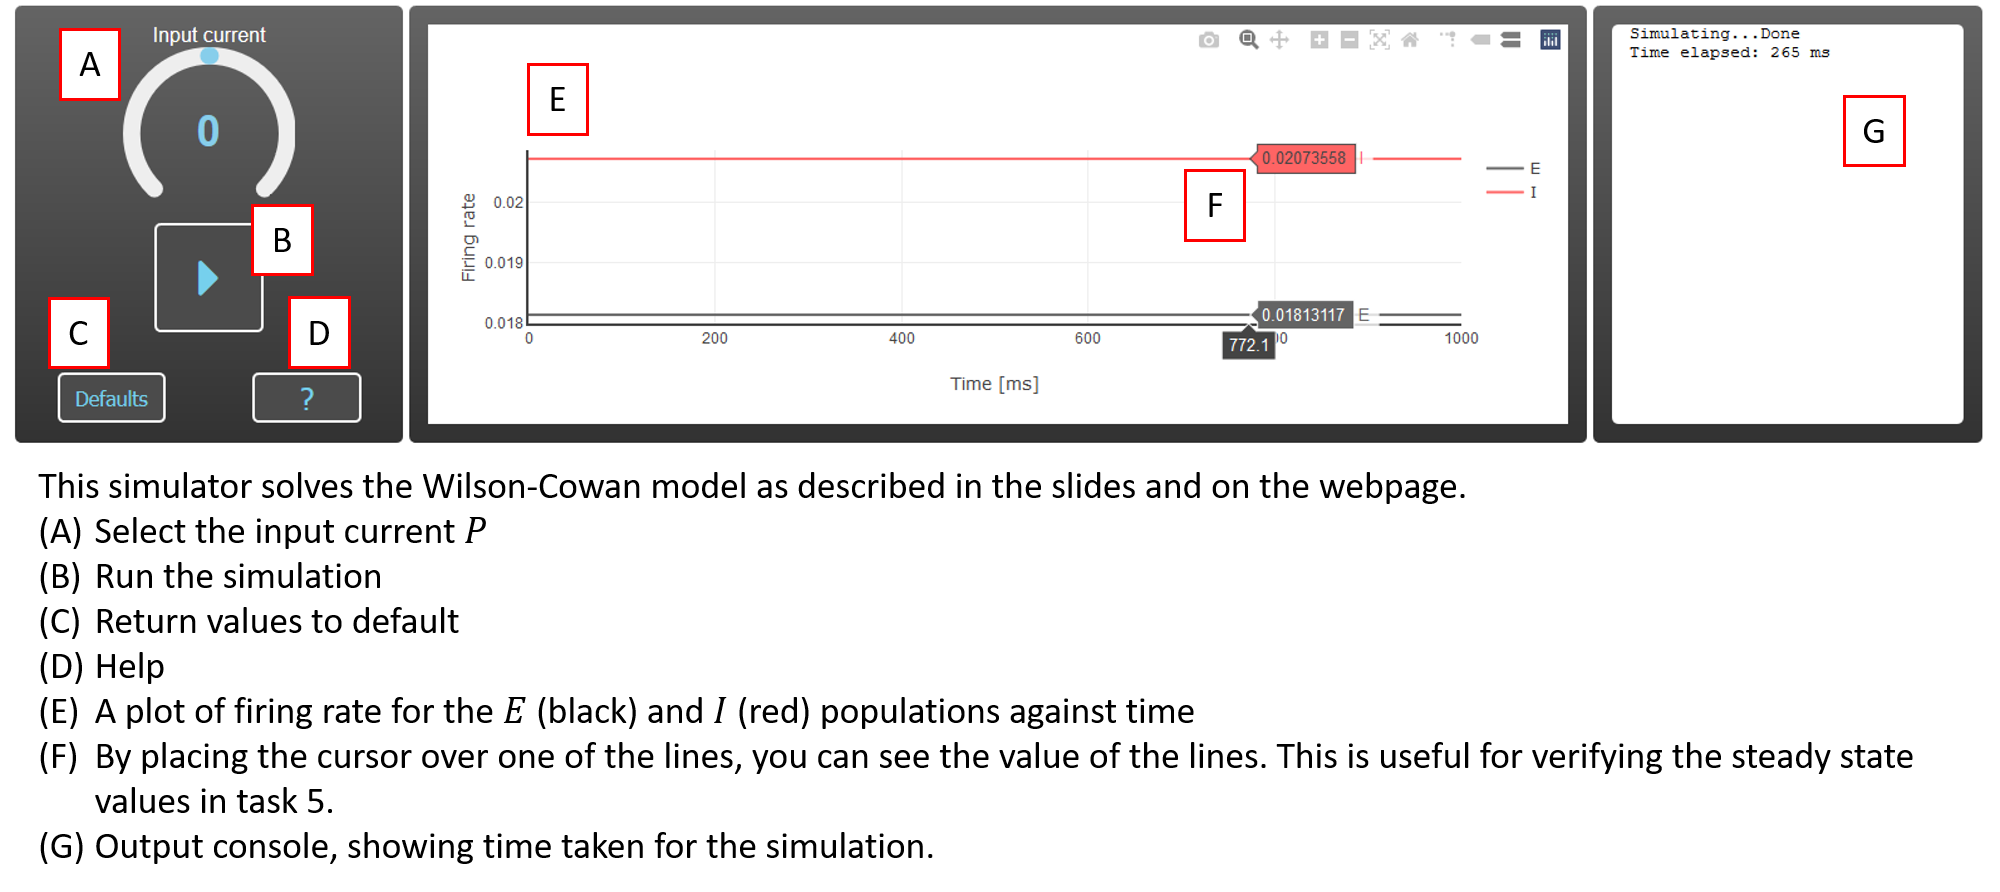 Input current
A
0
B
C
D
Defaults
?
E
0.02073558 I
F
Firing rate
0.02
0.019
0.018
0.01813117 E
0
200
400
600
772.1
1000
Time [ms]
E
I
Simulating...Done
Time elapsed: 265 ms
G
This simulator solves the Wilson-Cowan model as described in the slides and on the webpage.
(A) Select the input current P
(B) Run the simulation
(C) Return values to default
(D) Help
(E) A plot of firing rate for the E (black) and I (red) populations against time
(F) By placing the cursor over one of the lines, you can see the value of the lines. This is useful for verifying the steady state
values in task 5.
(G) Output console, showing time taken for the simulation.